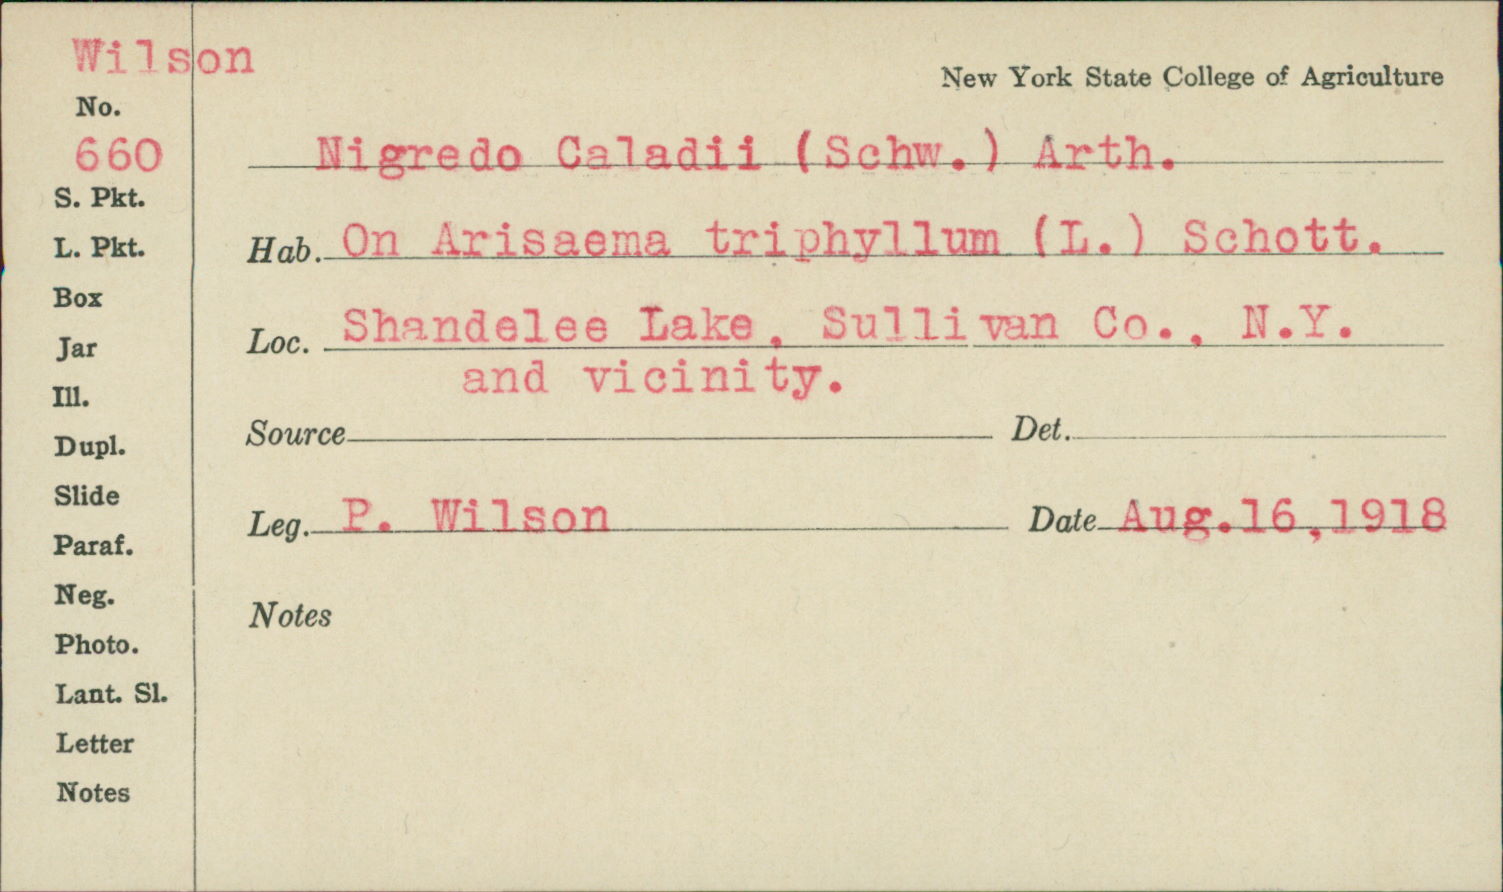 Wilson
New York State College of Agriculture
No.
660
Nigredo Caladii (Schw.) Arth.
S. Pkt.
L. Pkt.
Hab. On Arisaema triphyllum (L.) Schott.
Box
Jar
Loc. Shandelee Lake, Sullivan Co., N.Y.
and vicinity.
Ill.
Dupl.
Source Det.
Slide
Leg. P. Wilson Date Aug.16,1918
Paraf.
Neg.
Notes
Photo.
Lant. Sl.
Letter
Notes